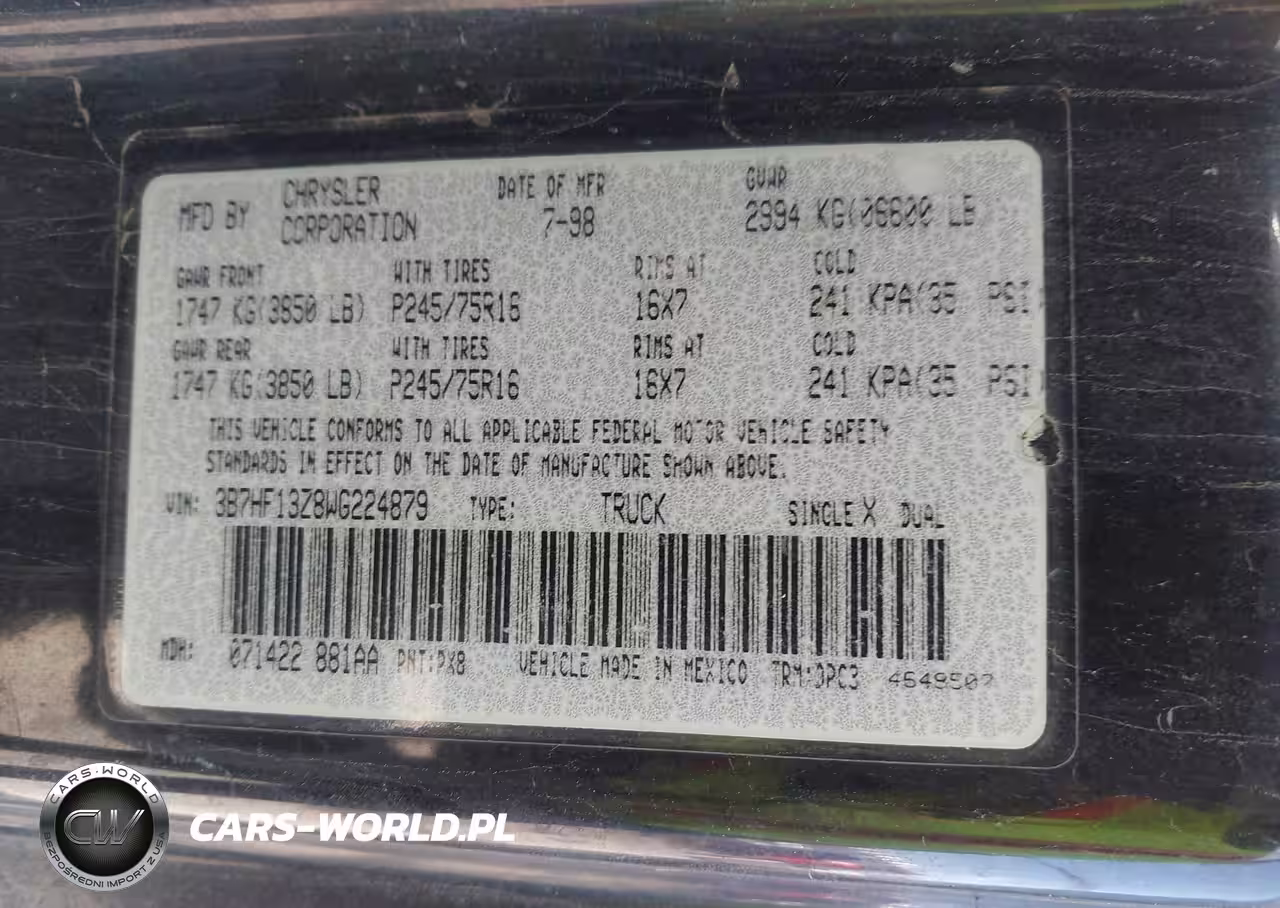 MFD BY CHRYSLER CORPORATION DATE OF MFR 7-98 GVWR 2994 KG(06600 LB
GAWR FRONT WITH TIRES RIMS AT COLD
1747 KG(3850 LB) P245/75R16 16X7 241 KPA(35 PSI)
GAWR REAR WITH TIRES RIMS AT COLD
1747 KG(3850 LB) P245/75R16 16X7 241 KPA(35 PSI)
THIS VEHICLE CONFORMS TO ALL APPLICABLE FEDERAL MOTOR VEHICLE SAFETY
STANDARDS IN EFFECT ON THE DATE OF MANUFACTURE SHOWN ABOVE.
VIN: 3B7HF13Z8WG224879 TYPE: TRUCK SINGLE X DUAL
MDH: 071422 881AA PNT:PX8 VEHICLE MADE IN MEXICO TRM:DPC3 4649507
CARS-WORLD
CW
BEZPOŚREDNI IMPORT Z USA
CARS-WORLD.PL